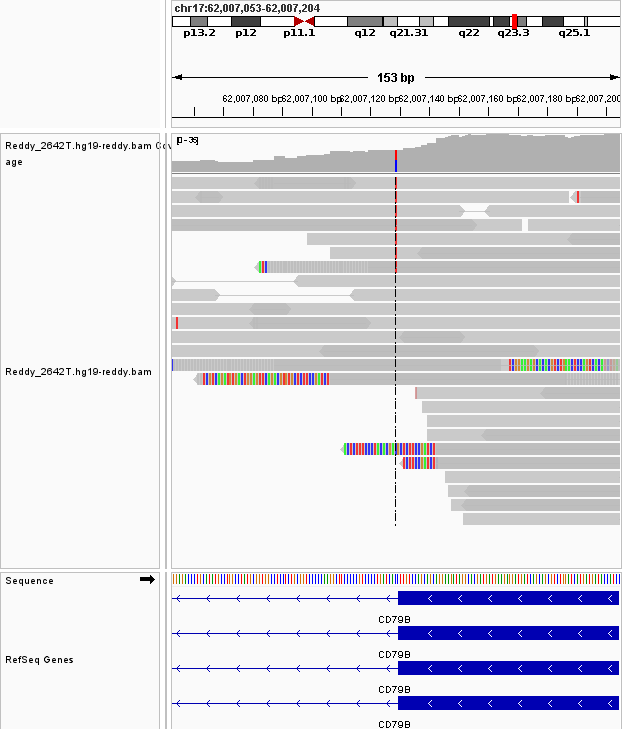 chr17:62,007,053-62,007,204
p13.2 p12 p11.1 q12 q21.31 q22 q23.3 q25.1
153 bp
62,007,080 bp 62,007,100 bp 62,007,120 bp 62,007,140 bp 62,007,160 bp 62,007,180 bp 62,007,200
Reddy_2642T.hg19-reddy.bam Cov
age
Reddy_2642T.hg19-reddy.bam
Sequence
CD79B
CD79B
RefSeq Genes
CD79B
CD79B